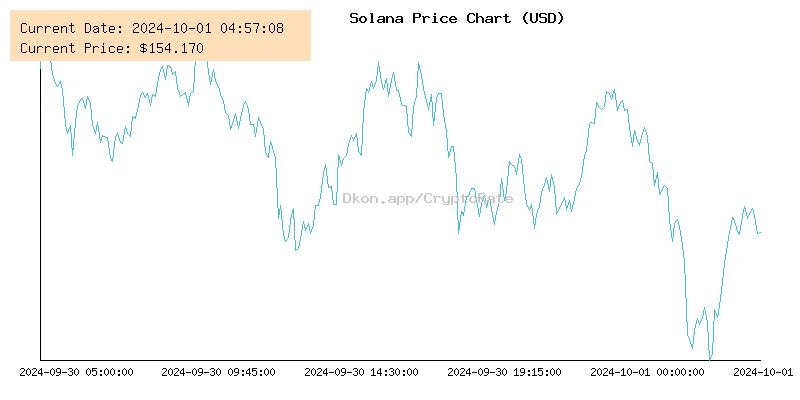 Solana Price Chart (USD)
Current Date: 2024-10-01 04:57:08
Current Price: $154.170
Dkon.app/CryptoRate
2024-09-30 05:00:00 2024-09-30 09:45:00 2024-09-30 14:30:00 2024-09-30 19:15:00 2024-10-01 00:00:00 2024-10-01